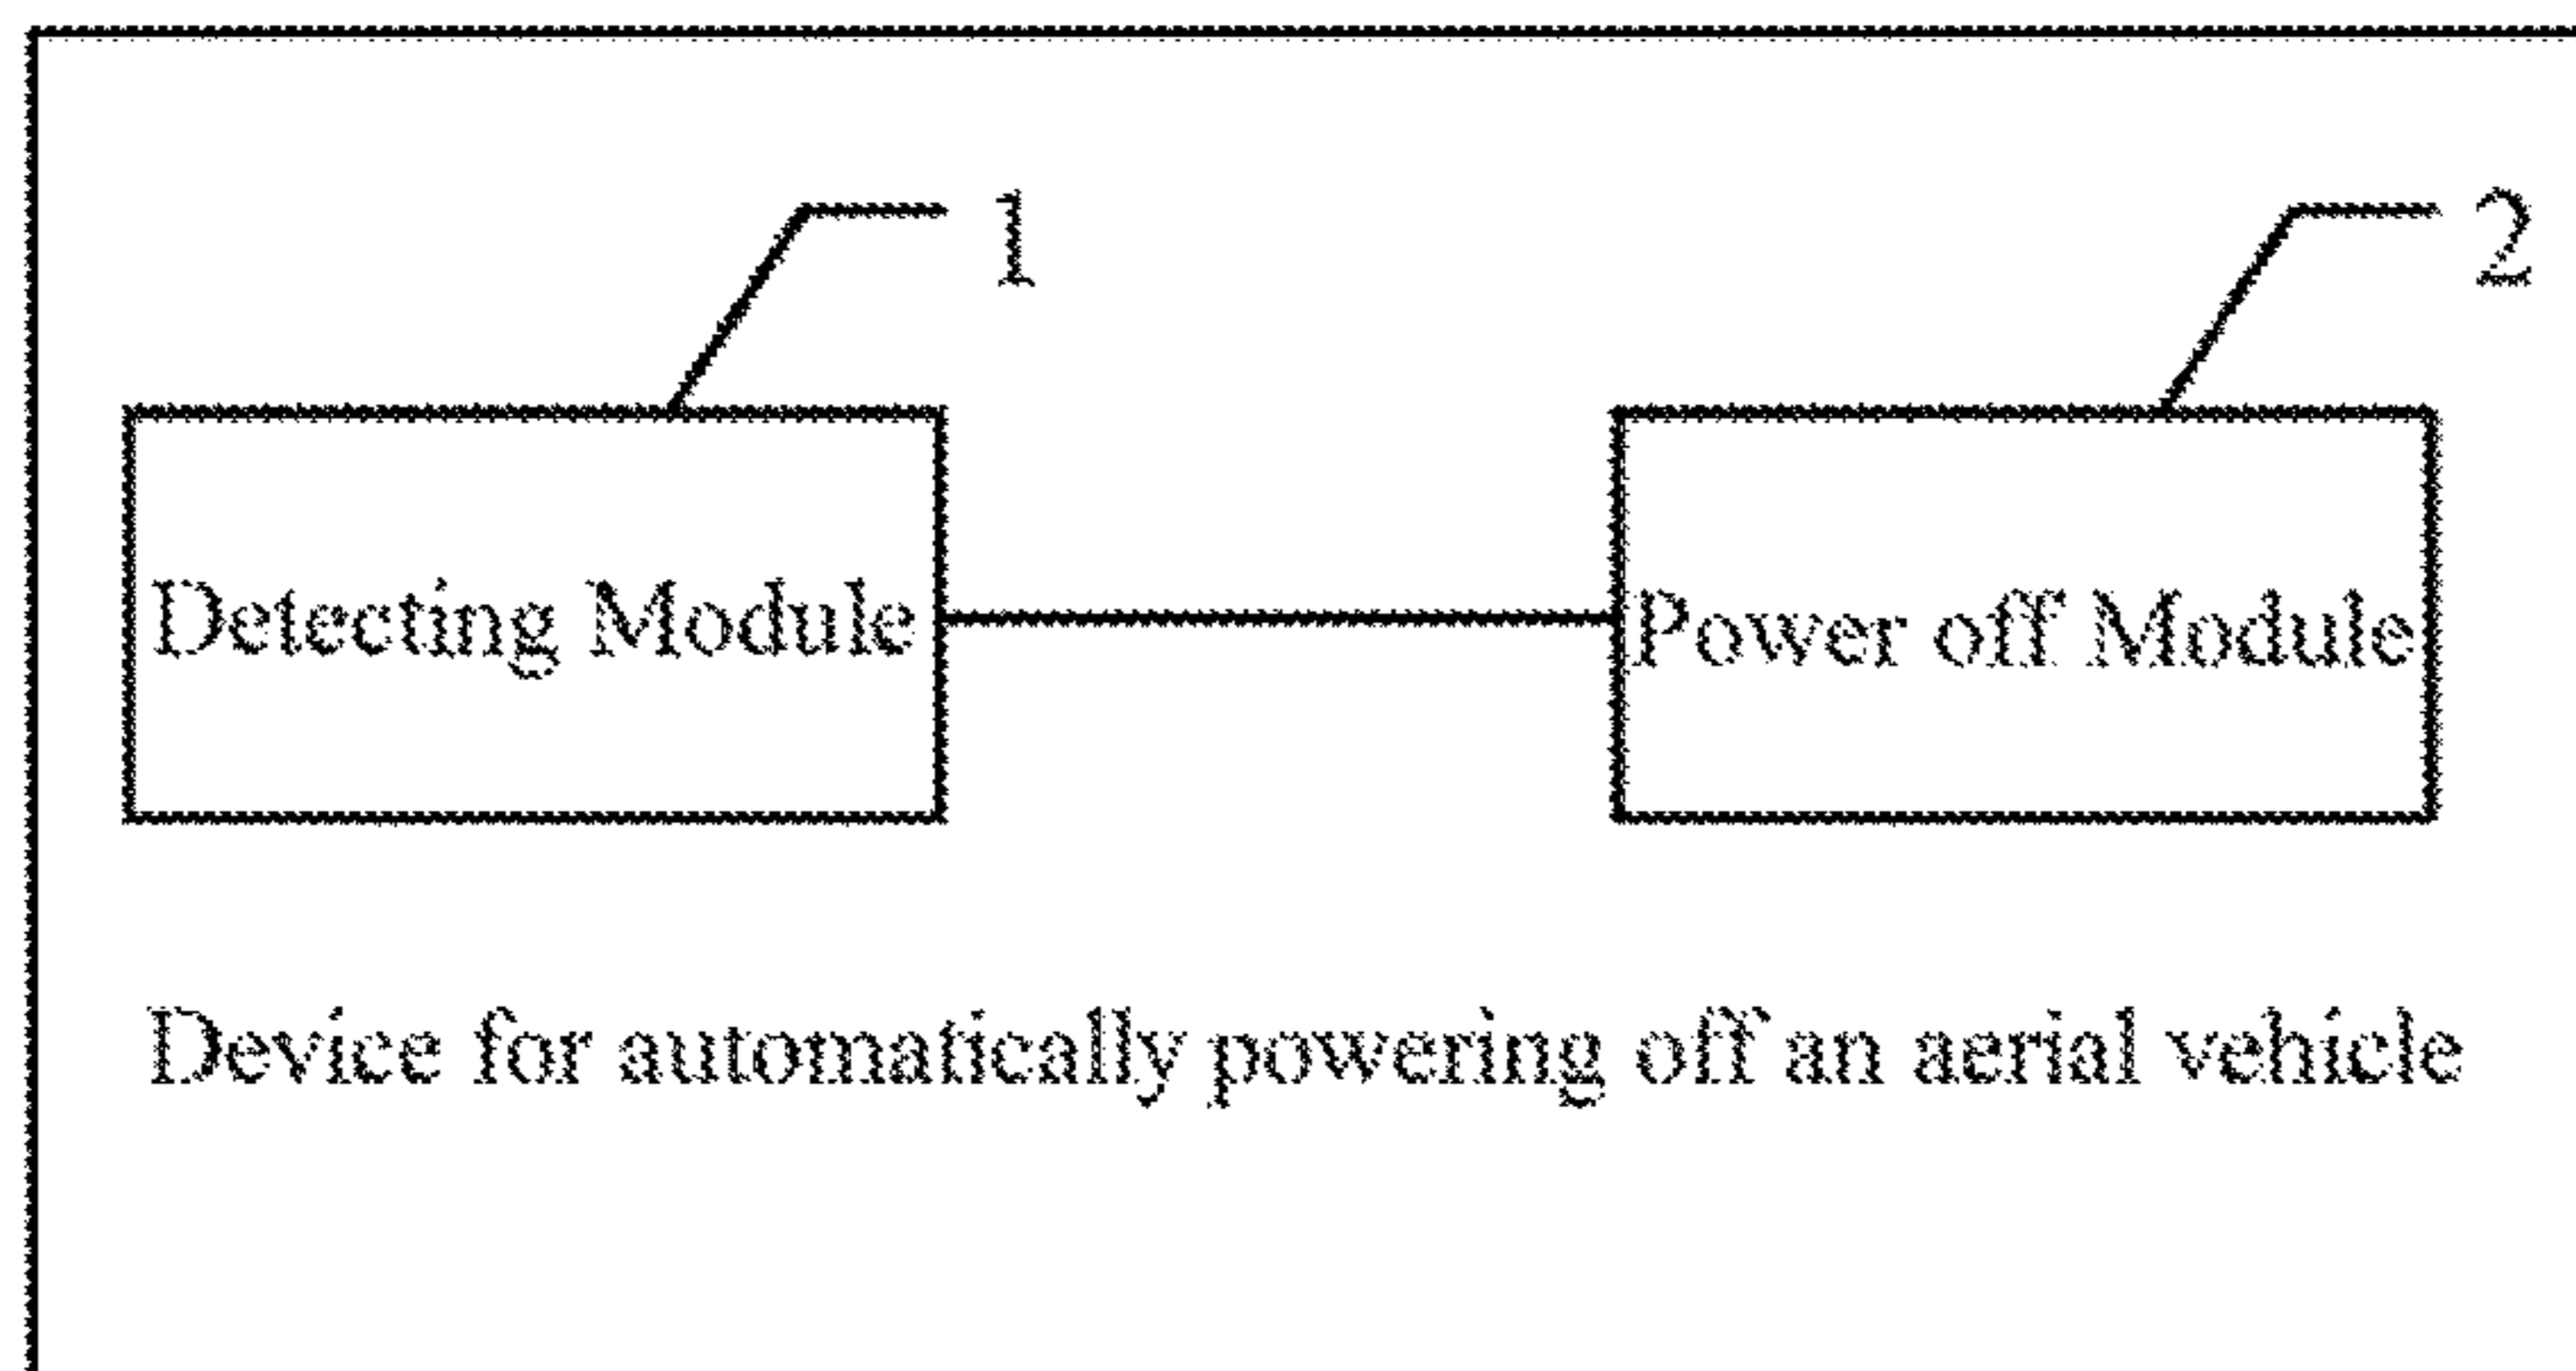 1
2
Detecting Module
Power off Module
Device for automatically powering off an aerial vehicle